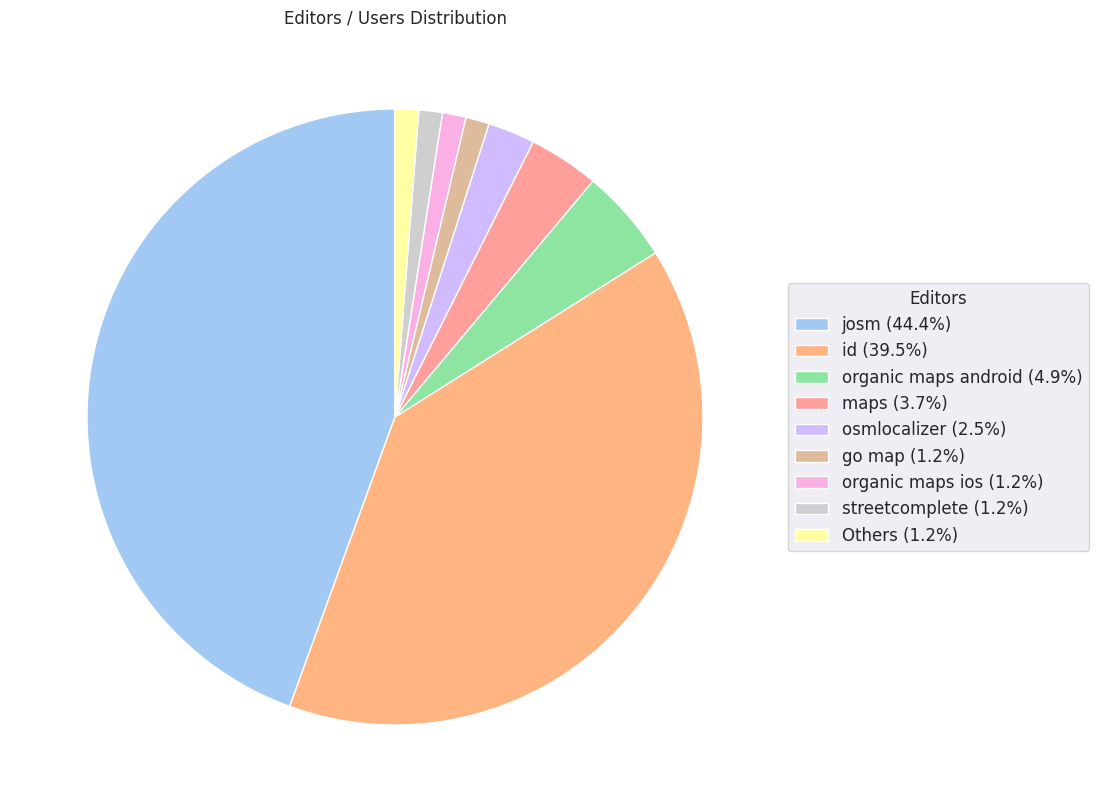 Editors / Users Distribution
Editors
josm (44.4%)
id (39.5%)
organic maps android (4.9%)
maps (3.7%)
osmlocalizer (2.5%)
go map (1.2%)
organic maps ios (1.2%)
streetcomplete (1.2%)
Others (1.2%)